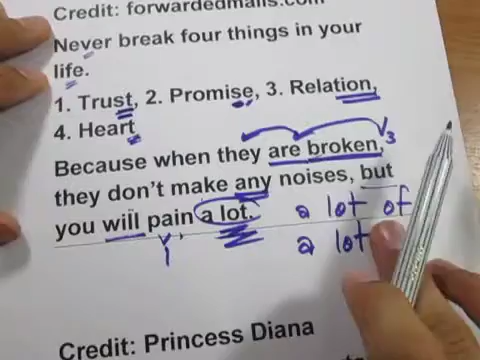 Credit: forwardedmails.com
Never break four things in your
life.
1. Trust, 2. Promise, 3. Relation,
4. Heart
Because when they are broken, 3
they don't make any noises, but
you will pain a lot. a lot of
a lot
Credit: Princess Diana